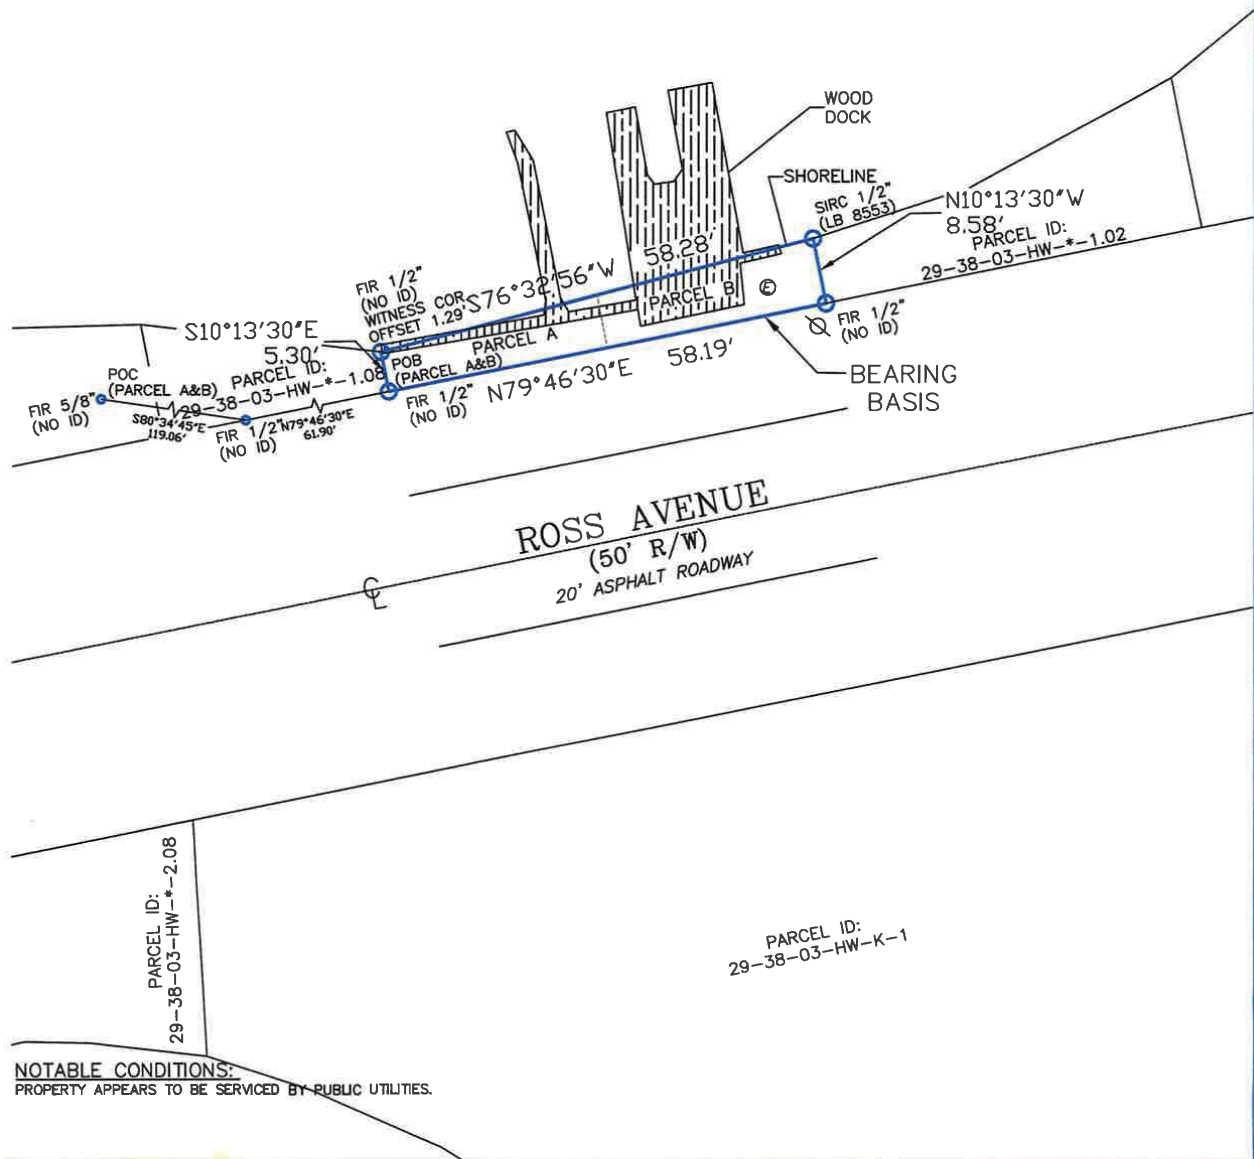 WOOD
DOCK
SHORELINE
SIRC 1/2"
(LB 8553)
N10°13'30"W
8.58'
PARCEL ID:
29-38-03-HW-*-1.02
FIR 1/2"
(NO ID)
WITNESS COR
OFFSET 1.29'
S76°32'56"W
58.28'
S10°13'30"E
5.30'
PARCEL B
E
PARCEL A
POB
(PARCEL A&B)
FIR 1/2"
(NO ID)
POC
(PARCEL A&B)
PARCEL ID:
29-38-03-HW-*-1.08
FIR 5/8"
(NO ID)
S80°34'45"E
119.06'
FIR 1/2"
(NO ID)
N79°46'30"E
61.90'
FIR 1/2"
(NO ID)
N79°46'30"E
58.19'
BEARING
BASIS
ROSS AVENUE
(50' R/W)
20' ASPHALT ROADWAY
CL
PARCEL ID:
29-38-03-HW-*-2.08
PARCEL ID:
29-38-03-HW-K-1
NOTABLE CONDITIONS:
PROPERTY APPEARS TO BE SERVICED BY PUBLIC UTILITIES.